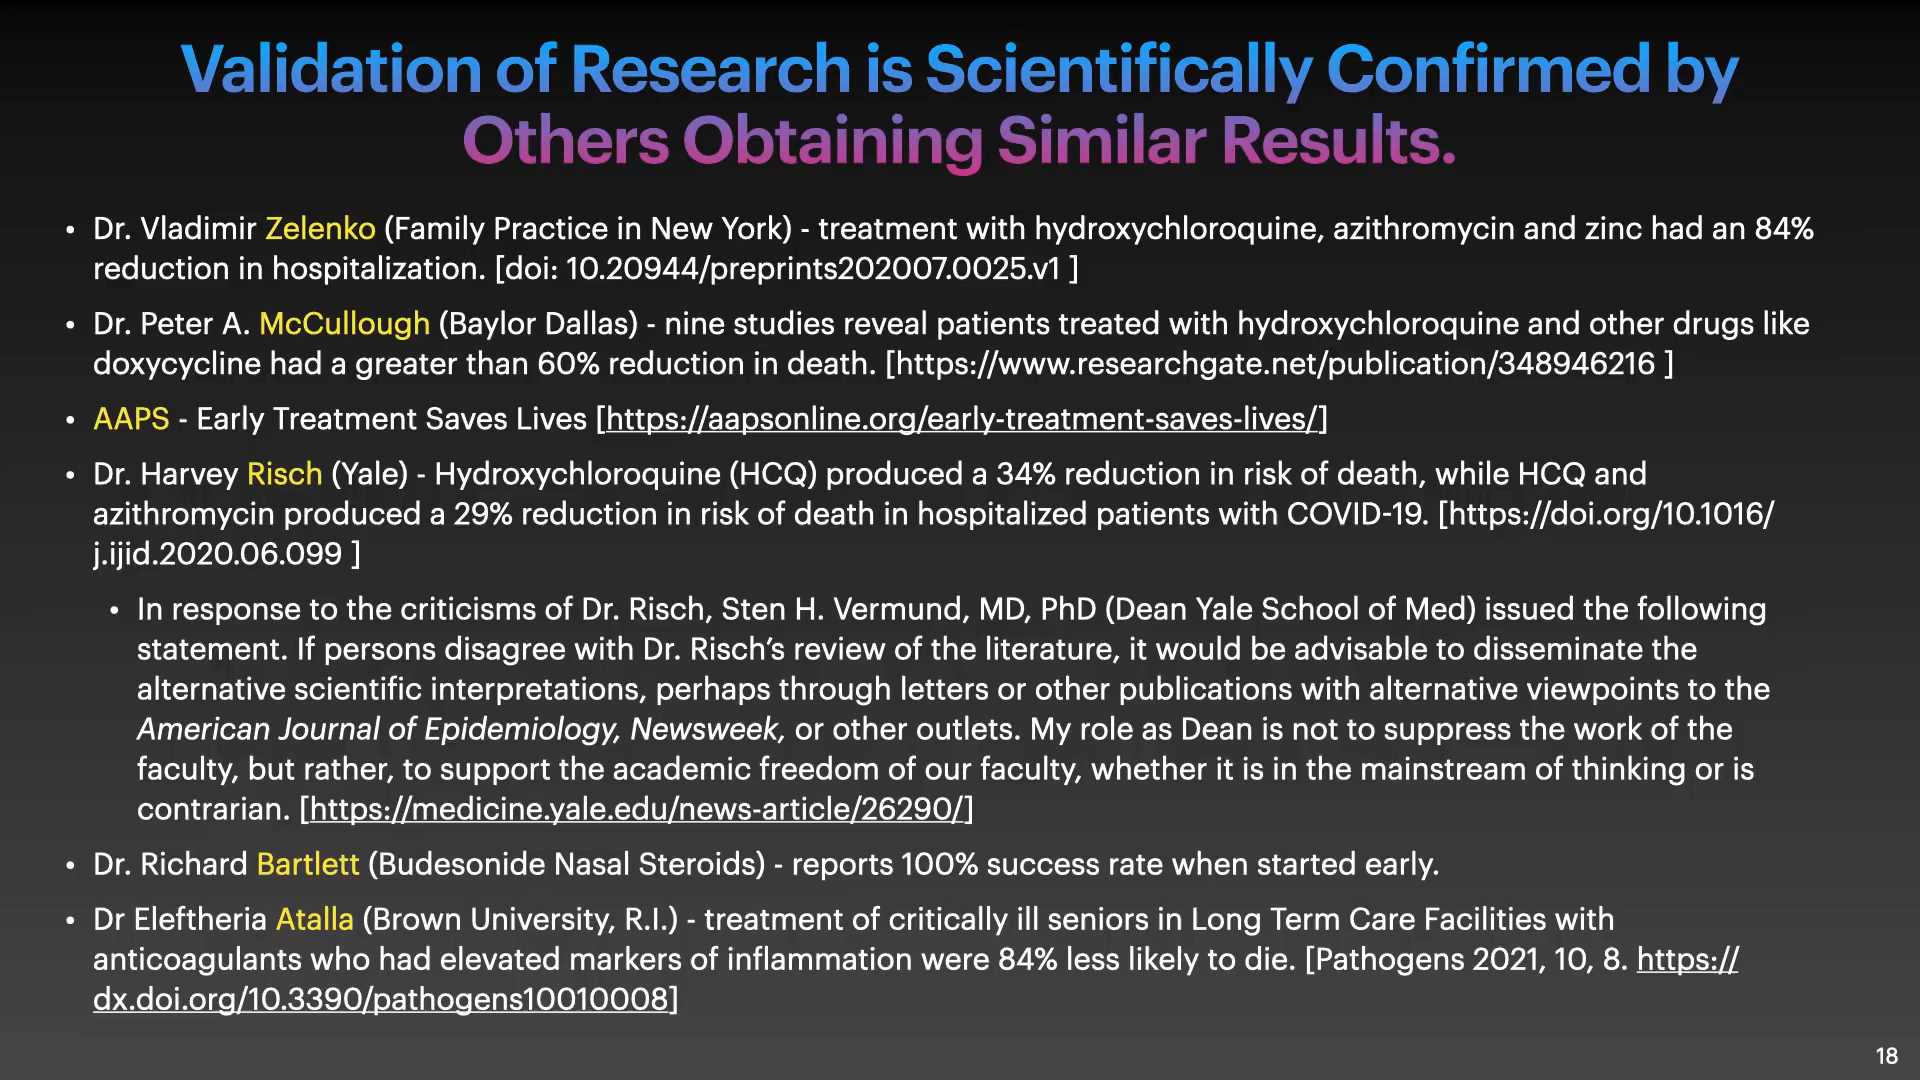 Validation of Research is Scientifically Confirmed by
Others Obtaining Similar Results.
• Dr. Vladimir Zelenko (Family Practice in New York) - treatment with hydroxychloroquine, azithromycin and zinc had an 84%
reduction in hospitalization. [doi: 10.20944/preprints202007.0025.v1 ]
• Dr. Peter A. McCullough (Baylor Dallas) - nine studies reveal patients treated with hydroxychloroquine and other drugs like
doxycycline had a greater than 60% reduction in death. [https://www.researchgate.net/publication/348946216 ]
• AAPS - Early Treatment Saves Lives [https://aapsonline.org/early-treatment-saves-lives/]
• Dr. Harvey Risch (Yale) - Hydroxychloroquine (HCQ) produced a 34% reduction in risk of death, while HCQ and
azithromycin produced a 29% reduction in risk of death in hospitalized patients with COVID-19. [https://doi.org/10.1016/
j.ijid.2020.06.099 ]
• In response to the criticisms of Dr. Risch, Sten H. Vermund, MD, PhD (Dean Yale School of Med) issued the following
statement. If persons disagree with Dr. Risch’s review of the literature, it would be advisable to disseminate the
alternative scientific interpretations, perhaps through letters or other publications with alternative viewpoints to the
American Journal of Epidemiology, Newsweek, or other outlets. My role as Dean is not to suppress the work of the
faculty, but rather, to support the academic freedom of our faculty, whether it is in the mainstream of thinking or is
contrarian. [https://medicine.yale.edu/news-article/26290/]
• Dr. Richard Bartlett (Budesonide Nasal Steroids) - reports 100% success rate when started early.
• Dr Eleftheria Atalla (Brown University, R.I.) - treatment of critically ill seniors in Long Term Care Facilities with
anticoagulants who had elevated markers of inflammation were 84% less likely to die. [Pathogens 2021, 10, 8. https://
dx.doi.org/10.3390/pathogens10010008]
18